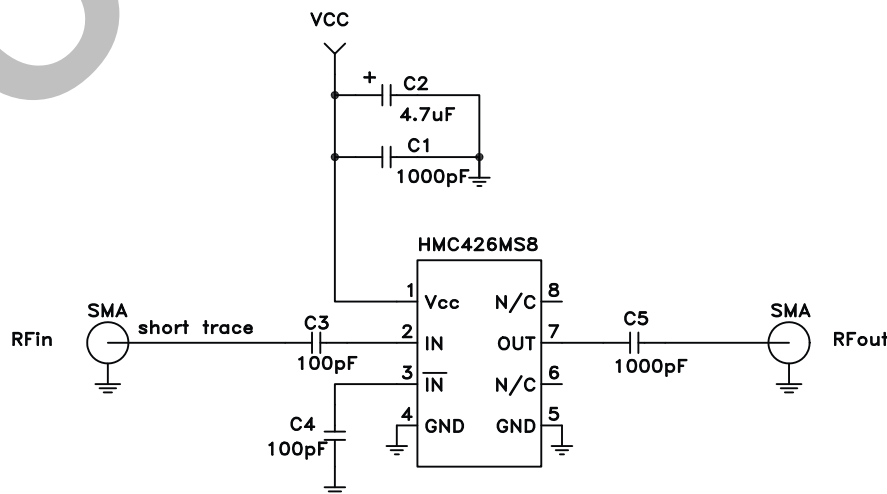 VCC
+ C2
4.7uF
C1
1000pF
HMC426MS8
1 Vcc N/C 8
SMA
RFin
short trace
C3
100pF
2 IN OUT 7
C5
1000pF
SMA
RFout
3 IN N/C 6
4 GND GND 5
C4
100pF